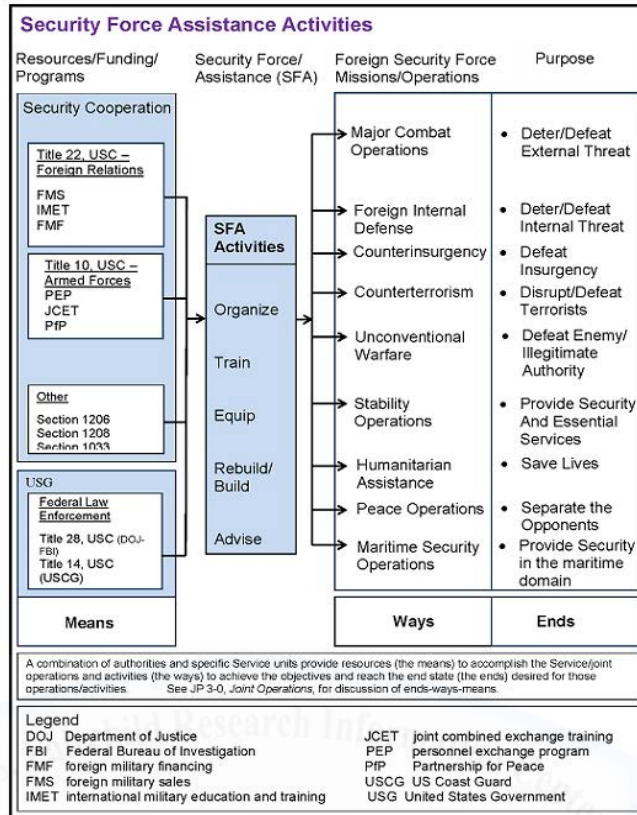 Security Force Assistance Activities
Resources/Funding/
Programs
Security Force/
Assistance (SFA)
Foreign Security Force
Missions/Operations
Purpose
Security Cooperation
Title 22, USC –
Foreign Relations
FMS
IMET
FMF
Title 10, USC –
Armed Forces
PEP
JCET
PfP
Other
Section 1206
Section 1208
Section 1033
USG
Federal Law
Enforcement
Title 28, USC (DOJ-
FBI)
Title 14, USC
(USCG)
Means
SFA
Activities
Organize
Train
Equip
Rebuild/
Build
Advise
Major Combat
Operations
Foreign Internal
Defense
Counterinsurgency
Counterterrorism
Unconventional
Warfare
Stability
Operations
Humanitarian
Assistance
Peace Operations
Maritime Security
Operations
Ways
• Deter/Defeat
External Threat
• Deter/Defeat
Internal Threat
• Defeat
Insurgency
• Disrupt/Defeat
Terrorists
• Defeat Enemy/
Illegitimate
Authority
• Provide Security
And Essential
Services
• Save Lives
• Separate the
Opponents
• Provide Security
in the maritime
domain
Ends
A combination of authorities and specific Service units provide resources (the means) to accomplish the Service/joint
operations and activities (the ways) to achieve the objectives and reach the end state (the ends) desired for those
operations/activities. See JP 3-0, Joint Operations, for discussion of ends-ways-means.
Legend
DOJ Department of Justice
FBI Federal Bureau of Investigation
FMF foreign military financing
FMS foreign military sales
IMET international military education and training
JCET joint combined exchange training
PEP personnel exchange program
PfP Partnership for Peace
USCG US Coast Guard
USG United States Government